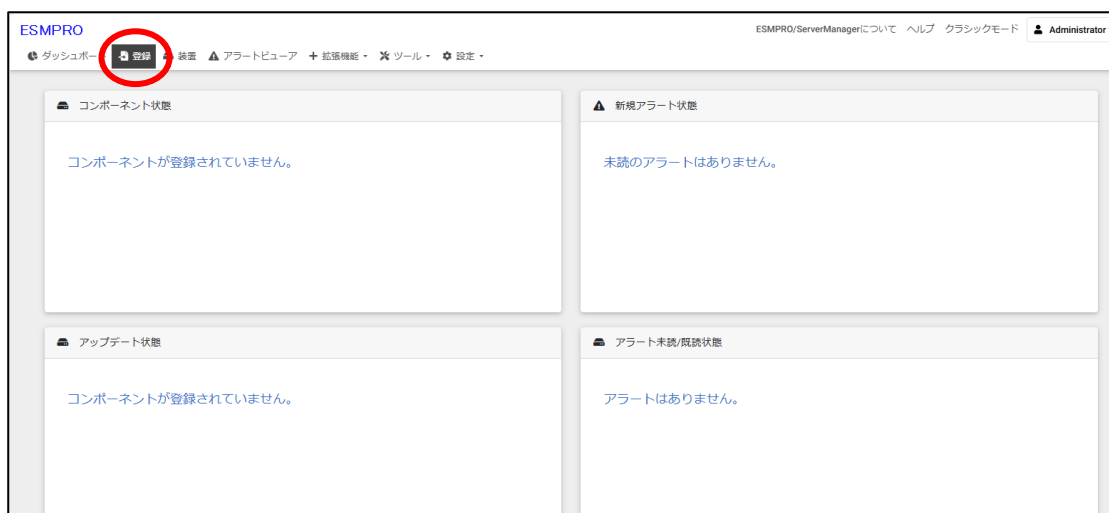 ESMPRO
ESMPRO/ServerManagerについて ヘルプ クラシックモード Administrator
ダッシュボー 登録 装置 アラートビューア 拡張機能 ツール 設定
コンポーネント状態
コンポーネントが登録されていません。
新規アラート状態
未読のアラートはありません。
アップデート状態
コンポーネントが登録されていません。
アラート未読/既読状態
アラートはありません。